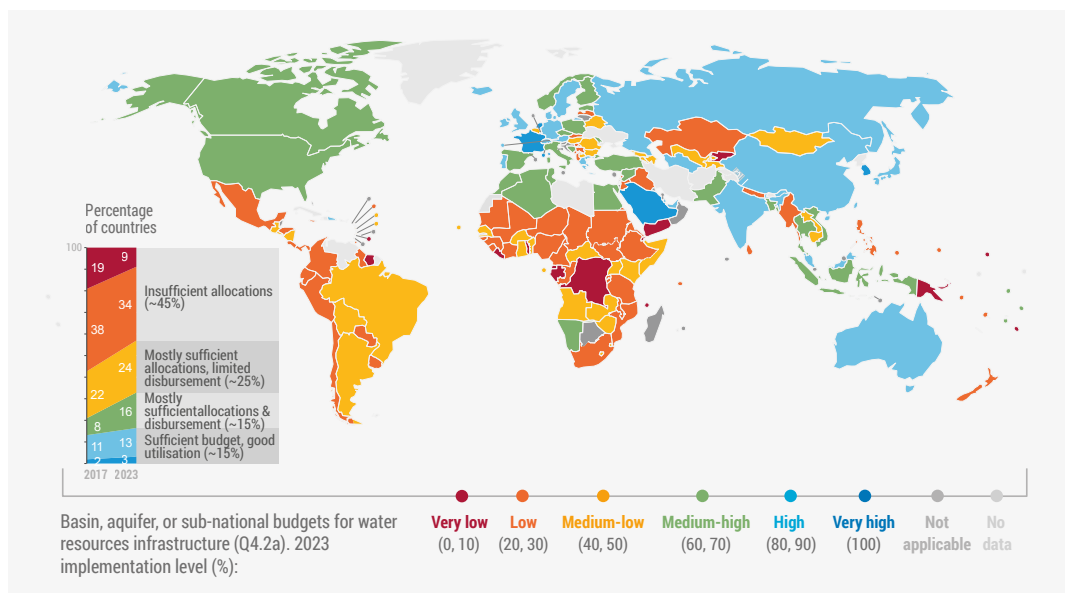 Percentage
of countries
100
19
9
38
34
22
24
8
16
11
13
2
3
2017 2023
Insufficient allocations
(~45%)
Mostly sufficient
allocations, limited
disbursement (~25%)
Mostly
sufficientallocations &
disbursement (~15%)
Sufficient budget, good
utilisation (~15%)
Basin, aquifer, or sub-national budgets for water
resources infrastructure (Q4.2a). 2023
implementation level (%):
Very low
(0, 10)
Low
(20, 30)
Medium-low
(40, 50)
Medium-high
(60, 70)
High
(80, 90)
Very high
(100)
Not
applicable
No
data